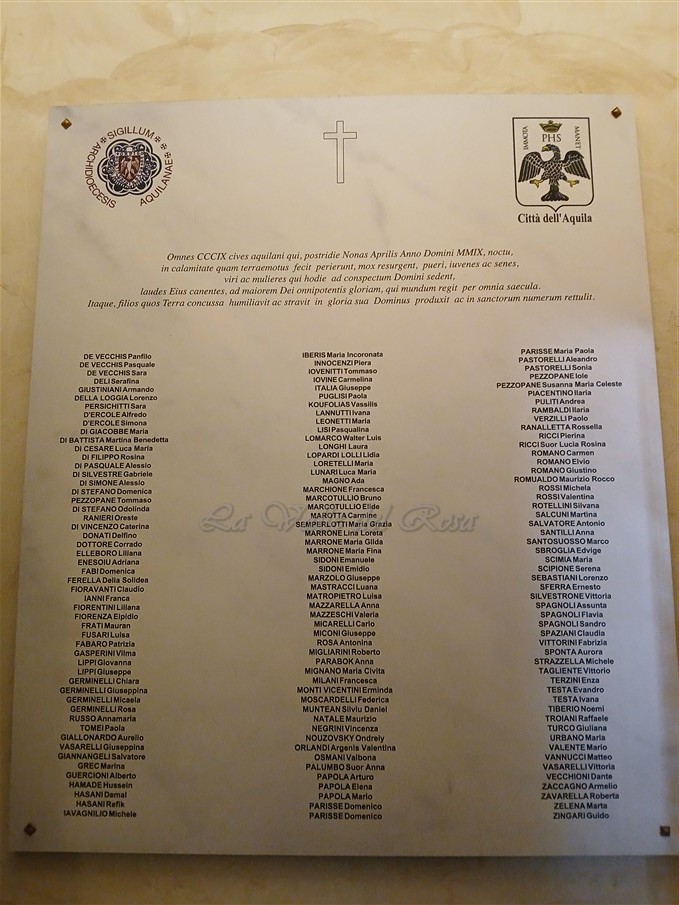 SIGILLUM
ARCHIDIOECESIS
AQUILANAE
IMMOTA
PHS
MANET
Città dell'Aquila
Omnes CCCIX cives aquilani qui, postridie Nonas Aprilis Anno Domini MMIX, noctu,
in calamitate quam terraemotus fecit perierunt, mox resurgent, pueri, iuvenes ac senes,
viri ac mulieres qui hodie ad conspectum Domini sedent,
laudes Eius canentes, ad maiorem Dei onnipotentis gloriam, qui mundum regit per omnia saecula.
Itaque, filios quos Terra concussa humiliavit ac stravit in gloria sua Dominus produxit ac in sanctorum numerum rettulit.
DE VECCHIS Panfilo
DE VECCHIS Pasquale
DE VECCHIS Sara
DELI Serafina
GIUSTINIANI Armando
DELLA LOGGIA Lorenzo
PERSICHITTI Sara
D'ERCOLE Alfredo
D'ERCOLE Simona
DI GIACOBBE Maria
DI BATTISTA Martina Benedetta
DI CESARE Luca Maria
DI FILIPPO Rosina
DI PASQUALE Alessio
DI SILVESTRE Gabriele
DI SIMONE Alessio
DI STEFANO Domenica
PEZZOPANE Tommaso
DI STEFANO Odolinda
RANIERI Oreste
DI VINCENZO Caterina
DONATI Delfino
DOTTORE Corrado
ELLEBORO Liliana
ENESOIU Adriana
FABI Domenica
FERELLA Delia Solidea
FIORAVANTI Claudio
IANNI Franca
FIORENTINI Liliana
FIORENZA Elpidio
FRATI Mauran
FUSARI Luisa
FABARO Patrizia
GASPERINI Vilma
LIPPI Giovanna
LIPPI Giuseppe
GERMINELLI Chiara
GERMINELLI Giuseppina
GERMINELLI Micaela
GERMINELLI Rosa
RUSSO Annamaria
TOMEI Paola
GIALLONARDO Aurelio
VASARELLI Giuseppina
GIANNANGELI Salvatore
GREC Marina
GUERCIONI Alberto
HAMADE Hussein
HASANI Demal
HASANI Refik
IAVAGNILIO Michele
IBERIS Maria Incoronata
INNOCENZI Piera
IOVENITTI Tommaso
IOVINE Carmelina
ITALIA Giuseppe
PUGLISI Paola
KOUFOLIAS Vassilis
LANNUTTI Ivana
LEONETTI Maria
LISI Pasqualina
LOMARCO Walter Luis
LONGHI Laura
LOPARDI LOLLI Lidia
LORETELLI Maria
LUNARI Luca Maria
MAGNO Ada
MARCHIONE Francesca
MARCOTULLIO Bruno
MARCOTULLIO Elide
MAROTTA Carmine
SEMPERLOTTI Maria Grazia
MARRONE Lina Loreta
MARRONE Maria Gilda
MARRONE Maria Fina
SIDONI Emanuele
SIDONI Emidio
MARZOLO Giuseppe
MASTRACCI Luana
MATROPIETRO Luisa
MAZZARELLA Anna
MAZZESCHI Valeria
MICARELLI Carlo
MICONI Giuseppe
ROSA Antonina
MIGLIARINI Roberto
PARABOK Anna
MIGNANO Maria Civita
MILANI Francesca
MONTI VICENTINI Erminda
MOSCARDELLI Federica
MUNTEAN Silviu Daniel
NATALE Maurizio
NEGRINI Vincenza
NOUZOVSKY Ondreiy
ORLANDI Argenis Valentina
OSMANI Valbona
PALUMBO Suor Anna
PAPOLA Arturo
PAPOLA Elena
PAPOLA Mario
PARISSE Domenico
PARISSE Domenico
PARISSE Maria Paola
PASTORELLI Aleandro
PASTORELLI Sonia
PEZZOPANE Iole
PEZZOPANE Susanna Maria Celeste
PIACENTINO Ilaria
PULITI Andrea
RAMBALDI Ilaria
VERZILLI Paolo
RANALLETTA Rossella
RICCI Pierina
RICCI Suor Lucia Rosina
ROMANO Carmen
ROMANO Elvio
ROMANO Giustino
ROMUALDO Maurizio Rocco
ROSSI Michela
ROSSI Valentina
ROTELLINI Silvana
SALCUNI Martina
SALVATORE Antonio
SANTILLI Anna
SANTOSUOSSO Marco
SBROGLIA Edvige
SCIMIA Maria
SCIPIONE Serena
SEBASTIANI Lorenzo
SFERRA Ernesto
SILVESTRONE Vittoria
SPAGNOLI Assunta
SPAGNOLI Flavia
SPAGNOLI Sandro
SPAZIANI Claudia
VITTORINI Fabrizia
SPONTA Aurora
STRAZZELLA Michele
TAGLIENTE Vittorio
TERZINI Enza
TESTA Evandro
TESTA Ivana
TIBERIO Noemi
TROIANI Raffaele
TURCO Giuliana
URBANO Maria
VALENTE Mario
VANNUCCI Matteo
VASARELLI Vittoria
VECCHIONI Dante
ZACCAGNO Armelio
ZAVARELLA Roberta
ZELENA Marta
ZINGARI Guido